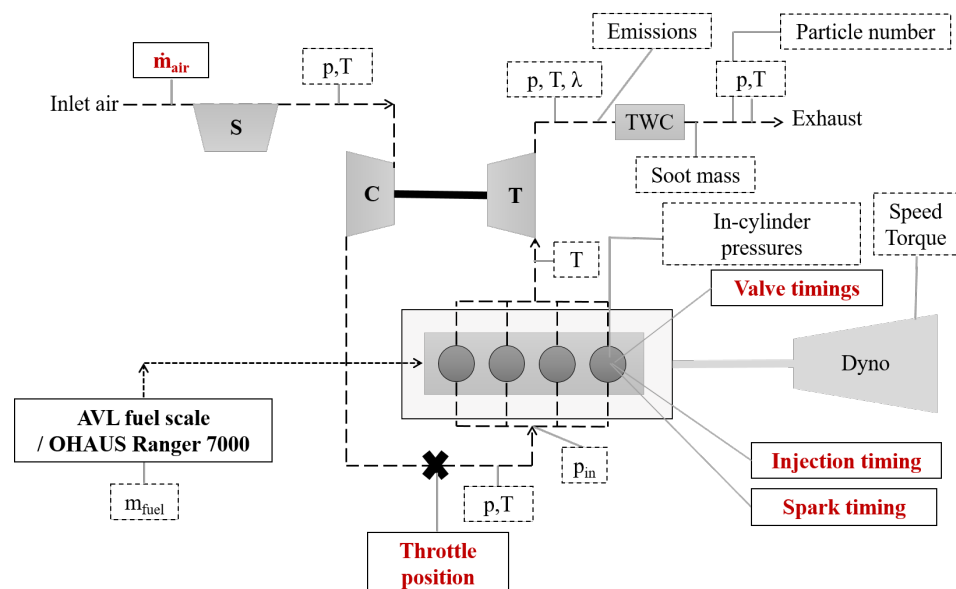 Emissions
Particle number
ṁair
p,T
p, T, λ
p,T
Inlet air
S
TWC
Exhaust
Soot mass
C
T
Speed
Torque
In-cylinder
pressures
T
Valve timings
Dyno
AVL fuel scale
/ OHAUS Ranger 7000
pin
Injection timing
mfuel
p,T
Spark timing
Throttle
position